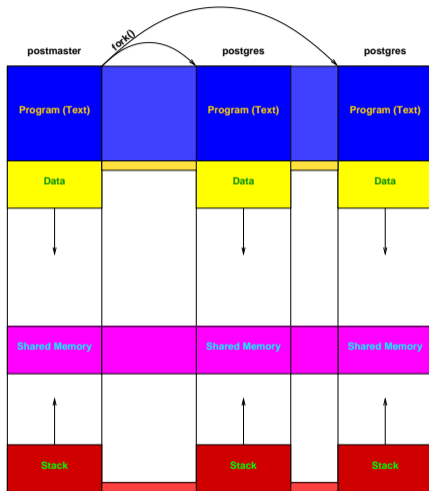 fork()
postmaster postgres postgres
Program (Text) Program (Text) Program (Text)
Data Data Data
Shared Memory Shared Memory Shared Memory
Stack Stack Stack